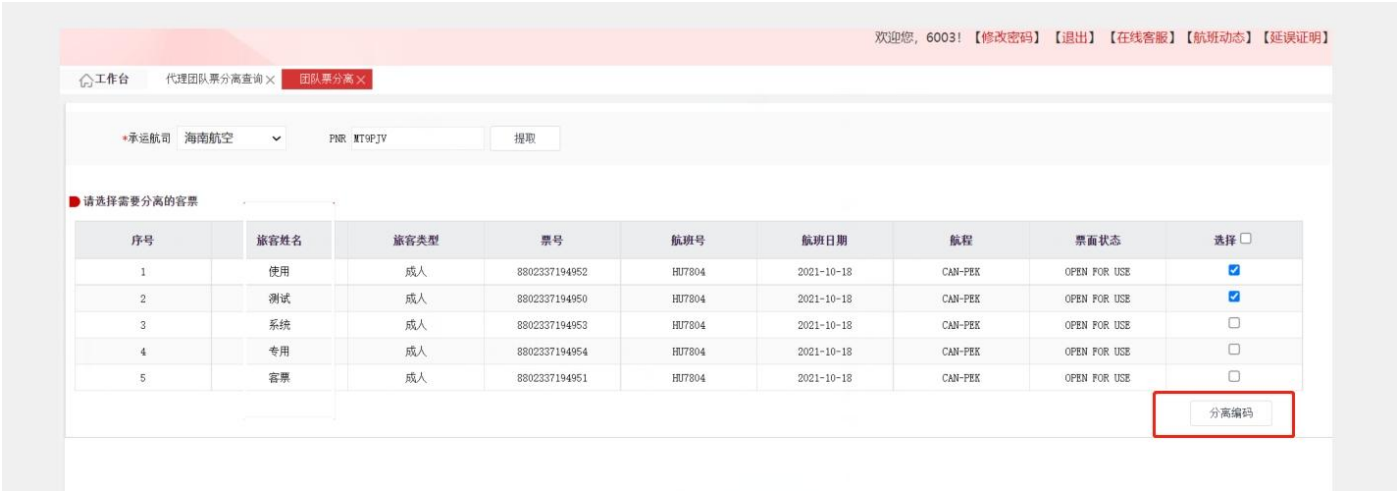 欢迎您，6003！【修改密码】【退出】【在线客服】【航班动态】【延误证明】
工作台 代理团队票分离查询 团队票分离
*承运航司 海南航空 PNR MT9PJV 提取
请选择需要分离的客票
序号 旅客姓名 旅客类型 票号 航班号 航班日期 航程 票面状态 选择
1 使用 成人 8802337194952 HU7804 2021-10-18 CAN-PEK OPEN FOR USE
2 测试 成人 8802337194950 HU7804 2021-10-18 CAN-PEK OPEN FOR USE
3 系统 成人 8802337194953 HU7804 2021-10-18 CAN-PEK OPEN FOR USE
4 专用 成人 8802337194954 HU7804 2021-10-18 CAN-PEK OPEN FOR USE
5 客票 成人 8802337194951 HU7804 2021-10-18 CAN-PEK OPEN FOR USE
分离编码